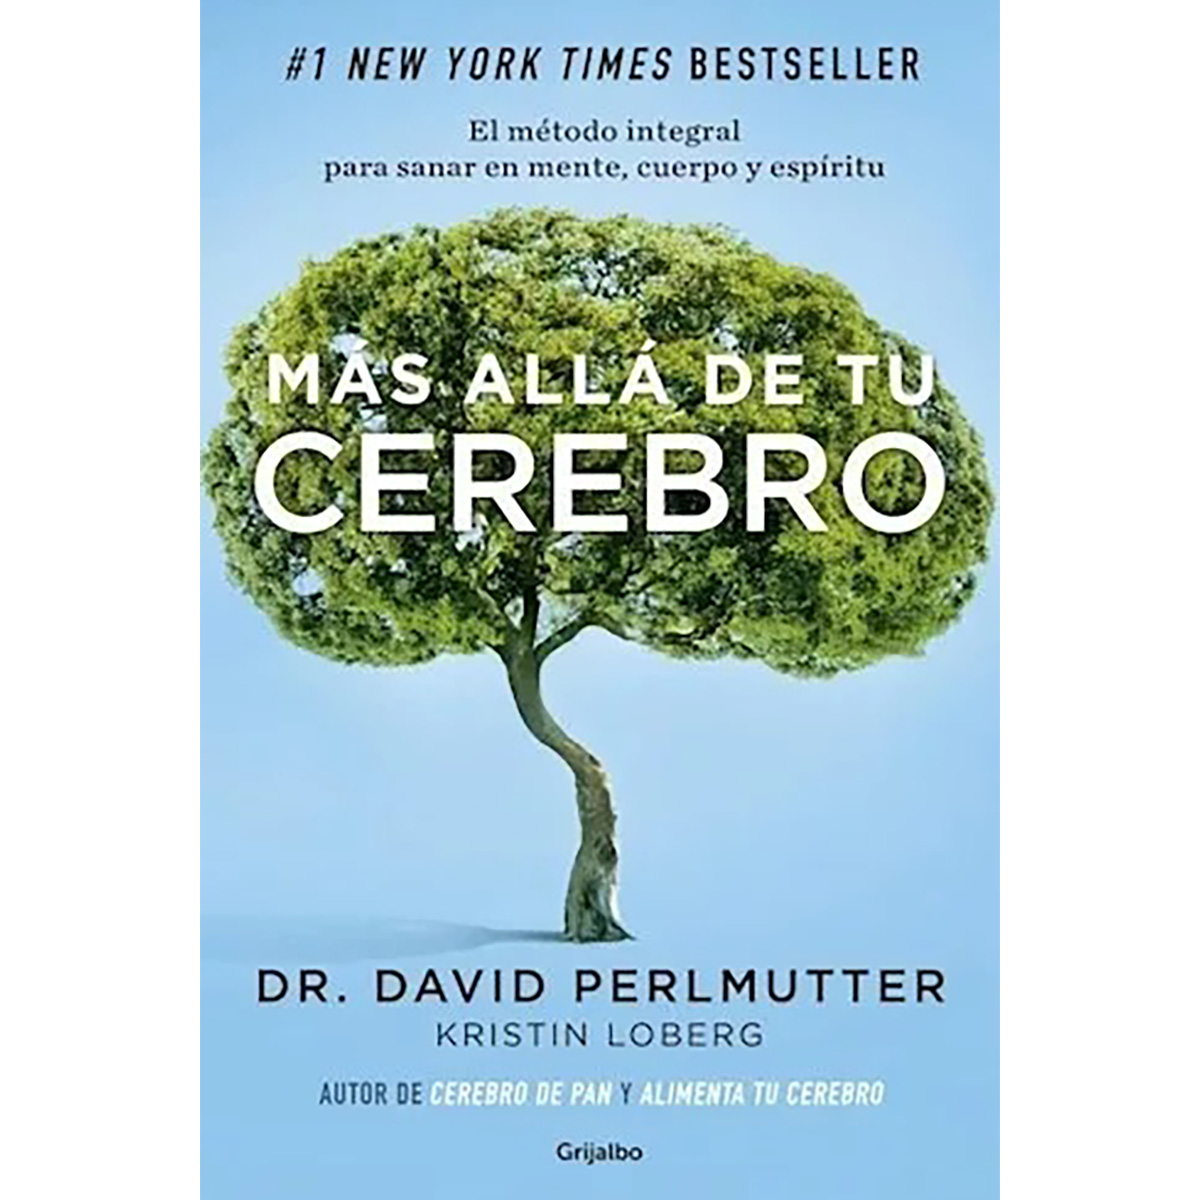 #1 NEW YORK TIMES BESTSELLER
El método integral
para sanar en mente, cuerpo y espíritu
MÁS ALLÁ DE TU
CEREBRO
DR. DAVID PERLMUTTER
KRISTIN LOBERG
AUTOR DE CEREBRO DE PAN Y ALIMENTA TU CEREBRO
Grijalbo